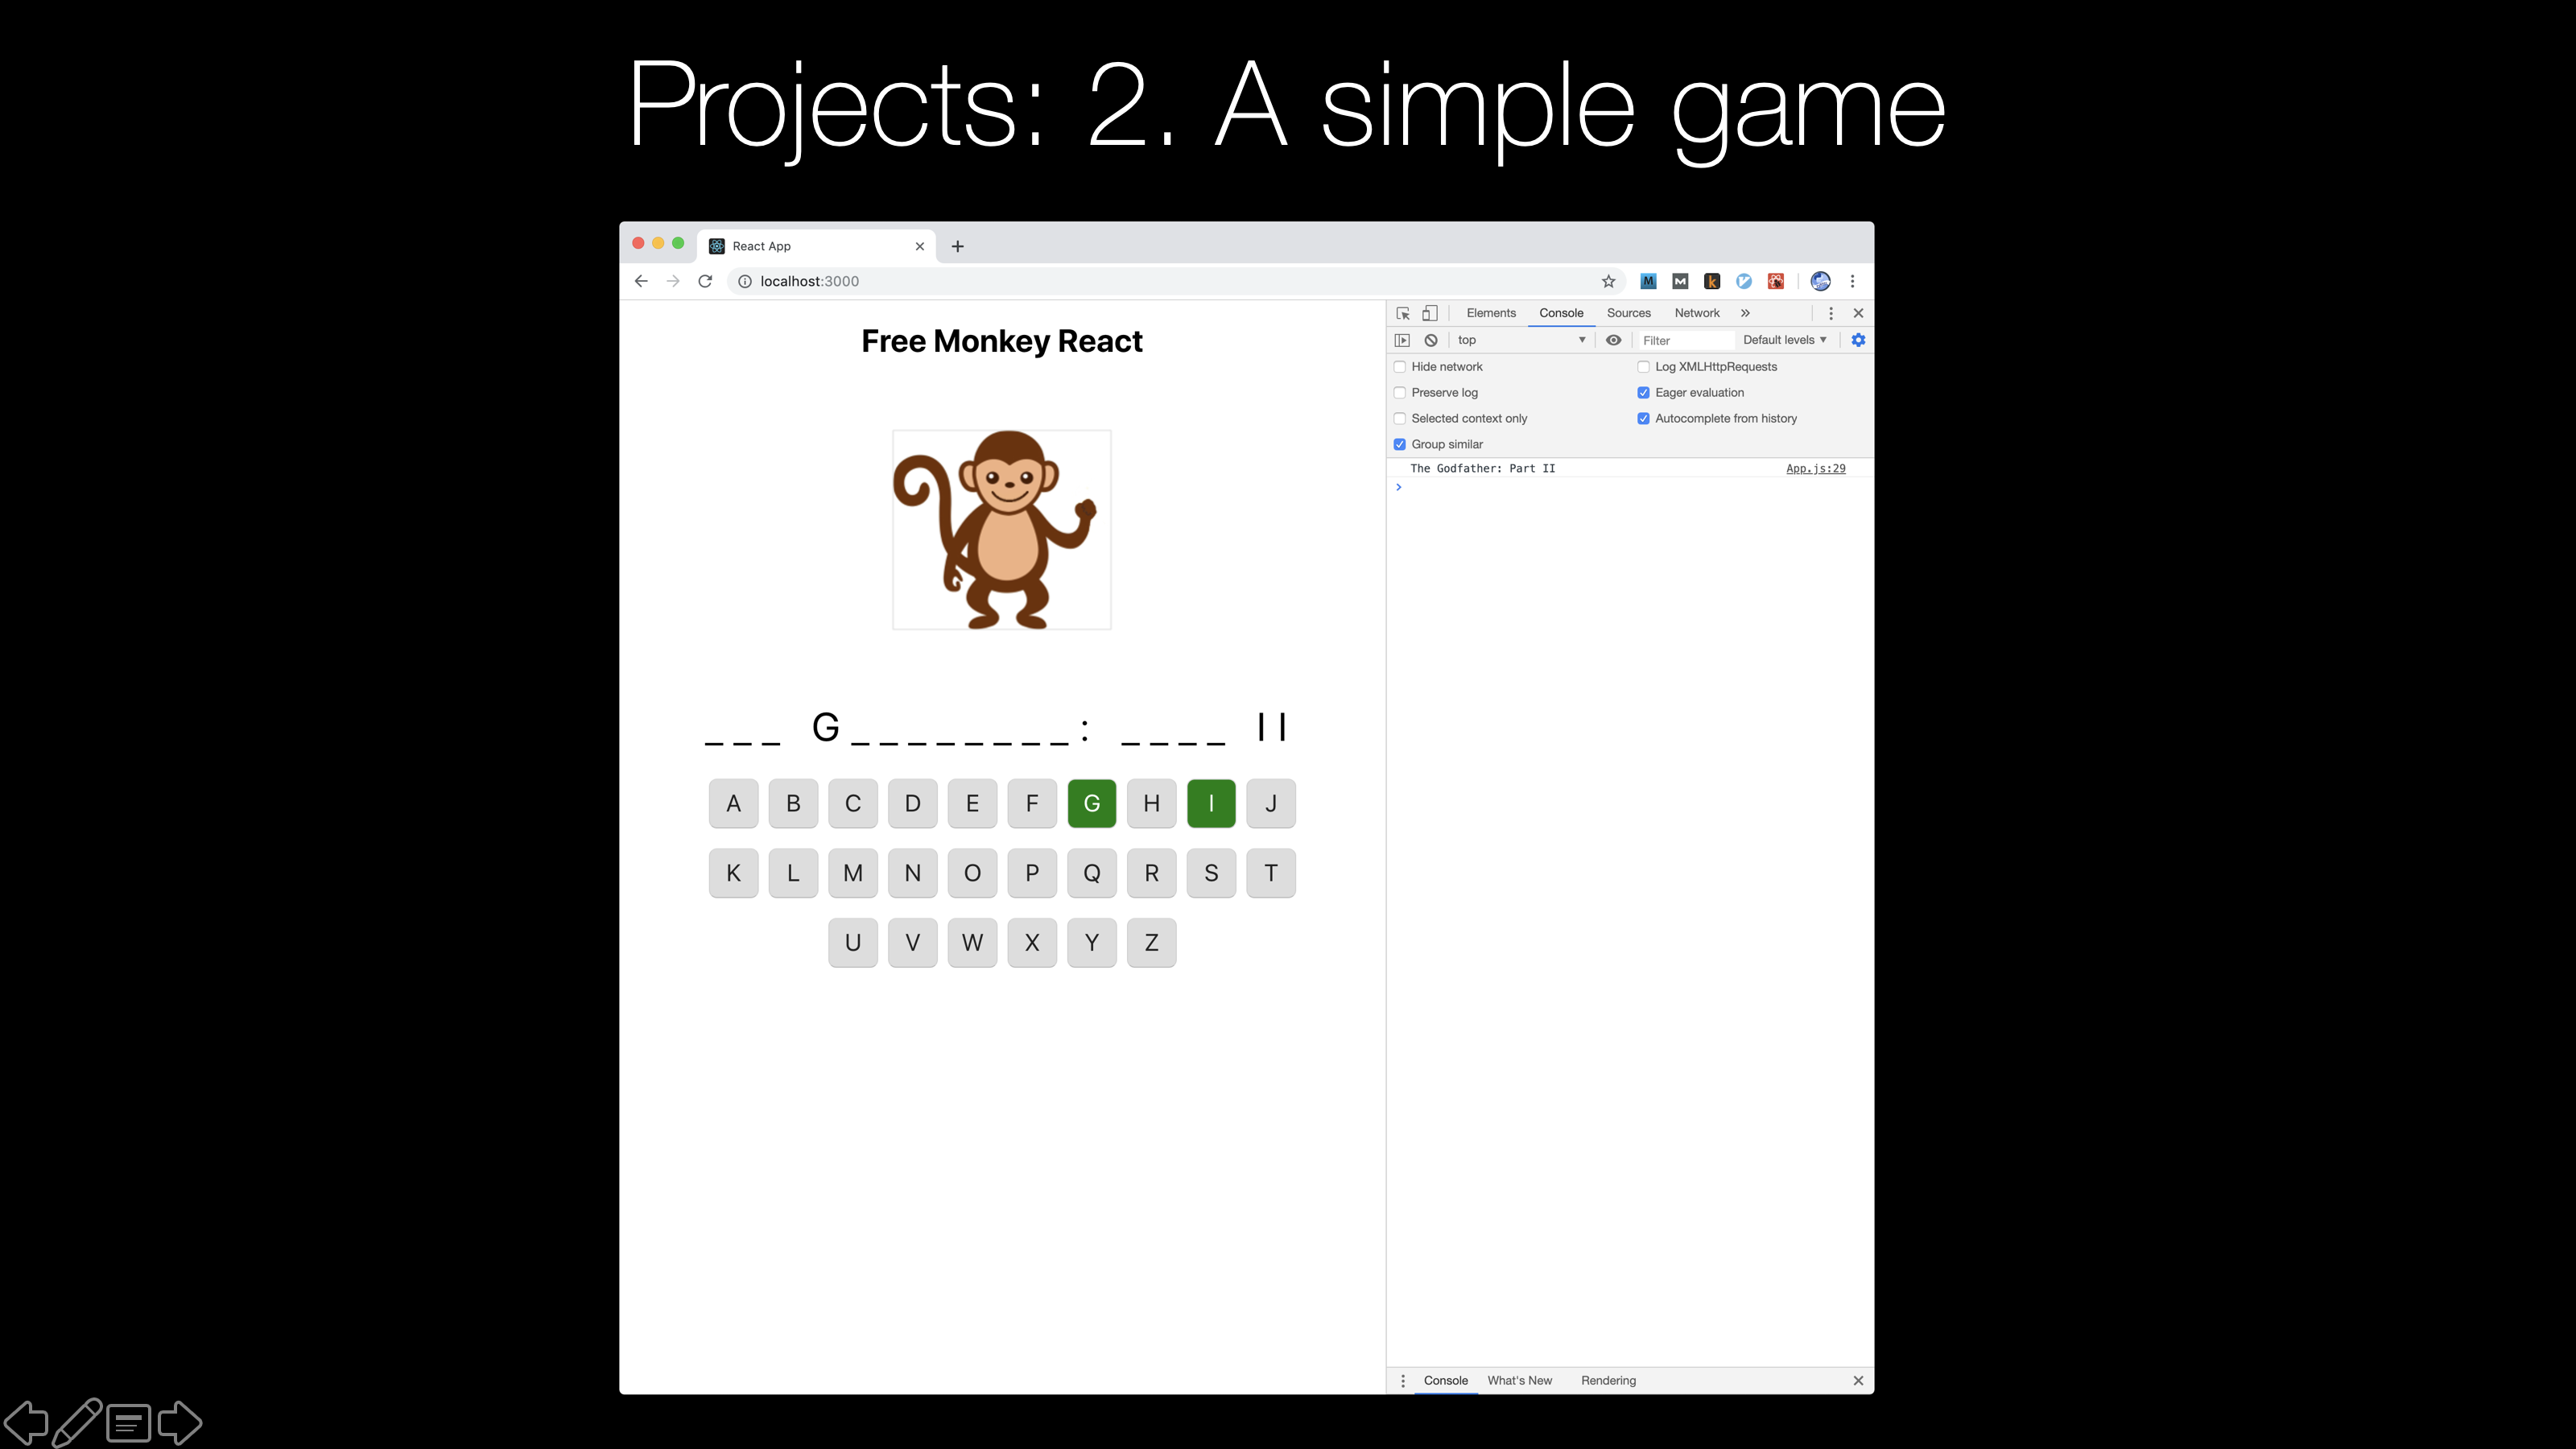 Projects: 2. A simple game
React App
localhost:3000
Free Monkey React
_ _ _ G _ _ _ _ _ _ _ _ : _ _ _ _ I I
A B C D E F G H I J
K L M N O P Q R S T
U V W X Y Z
Elements Console Sources Network »
top Filter Default levels
Hide network Log XMLHttpRequests
Preserve log Eager evaluation
Selected context only Autocomplete from history
Group similar
The Godfather: Part II App.js:29
Console What's New Rendering